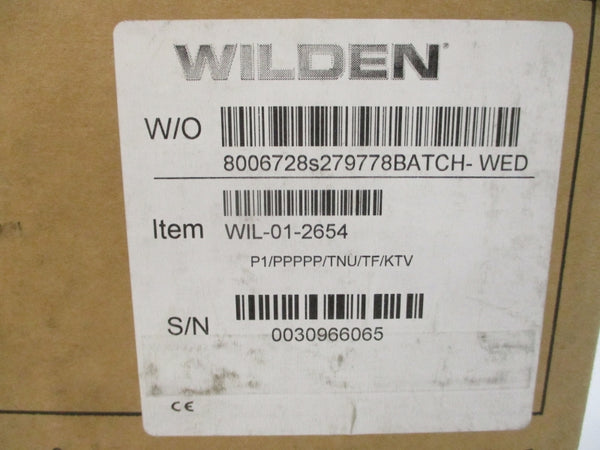 WILDEN®
W/O
8006728s279778BATCH- WED
Item WIL-01-2654
P1/PPPPP/TNU/TF/KTV
S/N
0030966065
CE